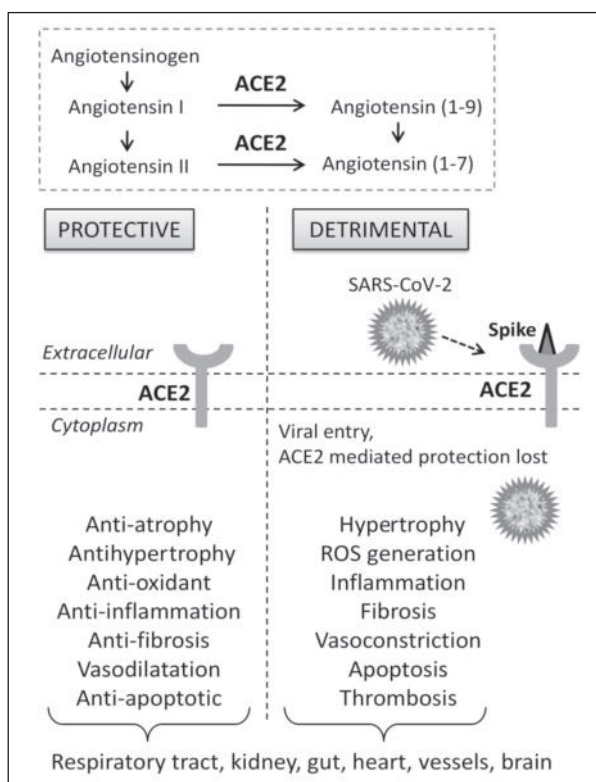 Angiotensinogen
ACE2
Angiotensin I
Angiotensin (1-9)
ACE2
Angiotensin II
Angiotensin (1-7)
PROTECTIVE
DETRIMENTAL
SARS-CoV-2
Spike
Extracellular
ACE2
ACE2
Cytoplasm
Viral entry,
ACE2 mediated protection lost
Anti-atrophy
Antihypertrophy
Anti-oxidant
Anti-inflammation
Anti-fibrosis
Vasodilatation
Anti-apoptotic
Hypertrophy
ROS generation
Inflammation
Fibrosis
Vasoconstriction
Apoptosis
Thrombosis
Respiratory tract, kidney, gut, heart, vessels, brain